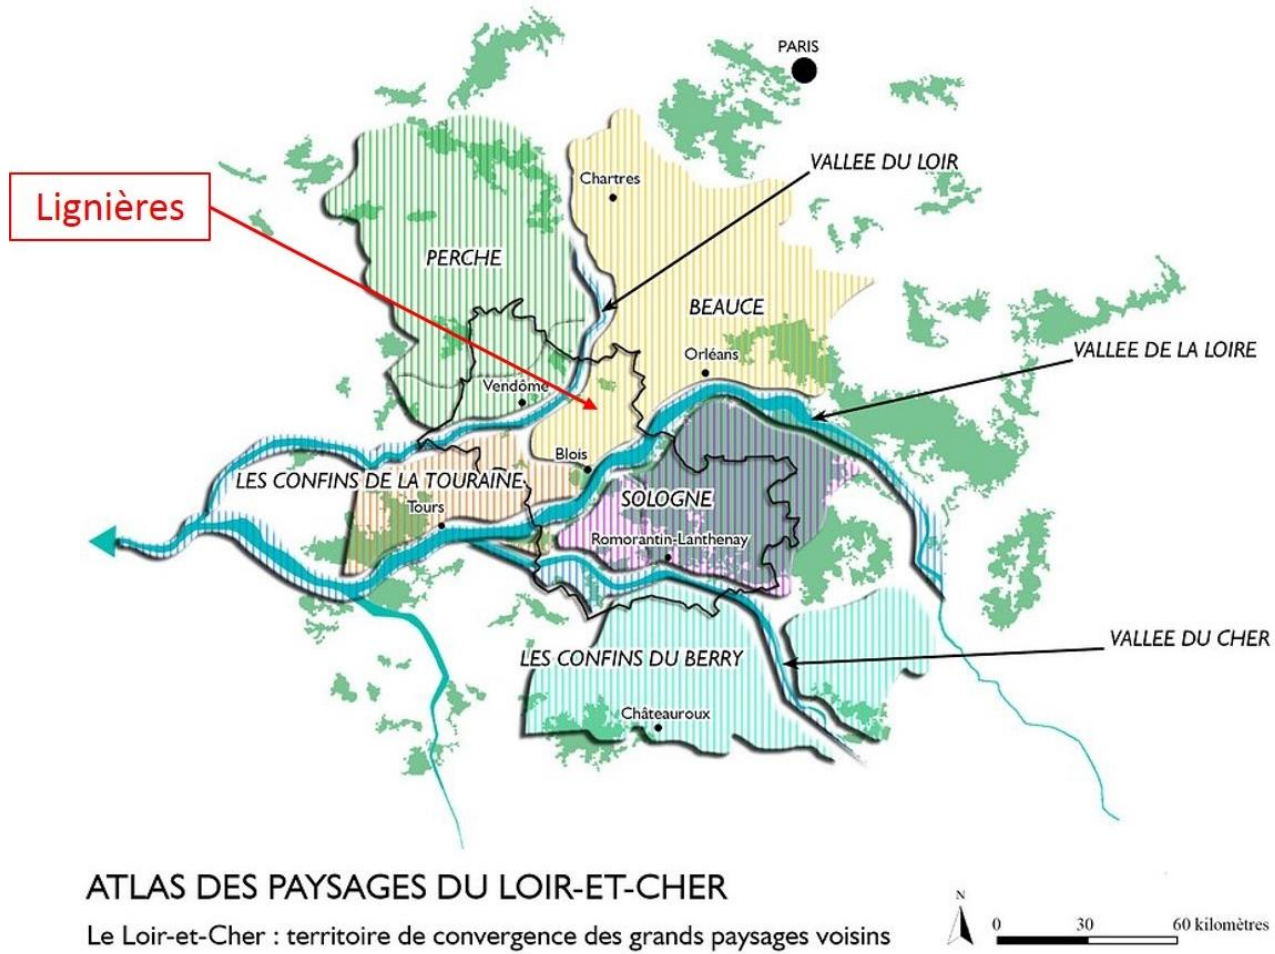 PARIS
VALLEE DU LOIR
Chartres
Lignières
PERCHE
BEAUCE
VALLEE DE LA LOIRE
Orléans
Vendôme
Blois
LES CONFINS DE LA TOURAINE
SOLOGNE
Tours
Romorantin-Lanthenay
VALLEE DU CHER
LES CONFINS DU BERRY
Châteauroux
ATLAS DES PAYSAGES DU LOIR-ET-CHER
Le Loir-et-Cher : territoire de convergence des grands paysages voisins
N
0 30 60 kilomètres